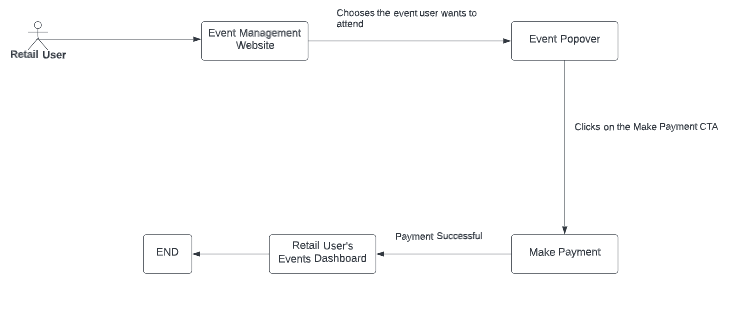 Chooses the event user wants to
attend
Retail User
Event Management
Website
Event Popover
Clicks on the Make Payment CTA
Make Payment
Payment Successful
Retail User's
Events Dashboard
END